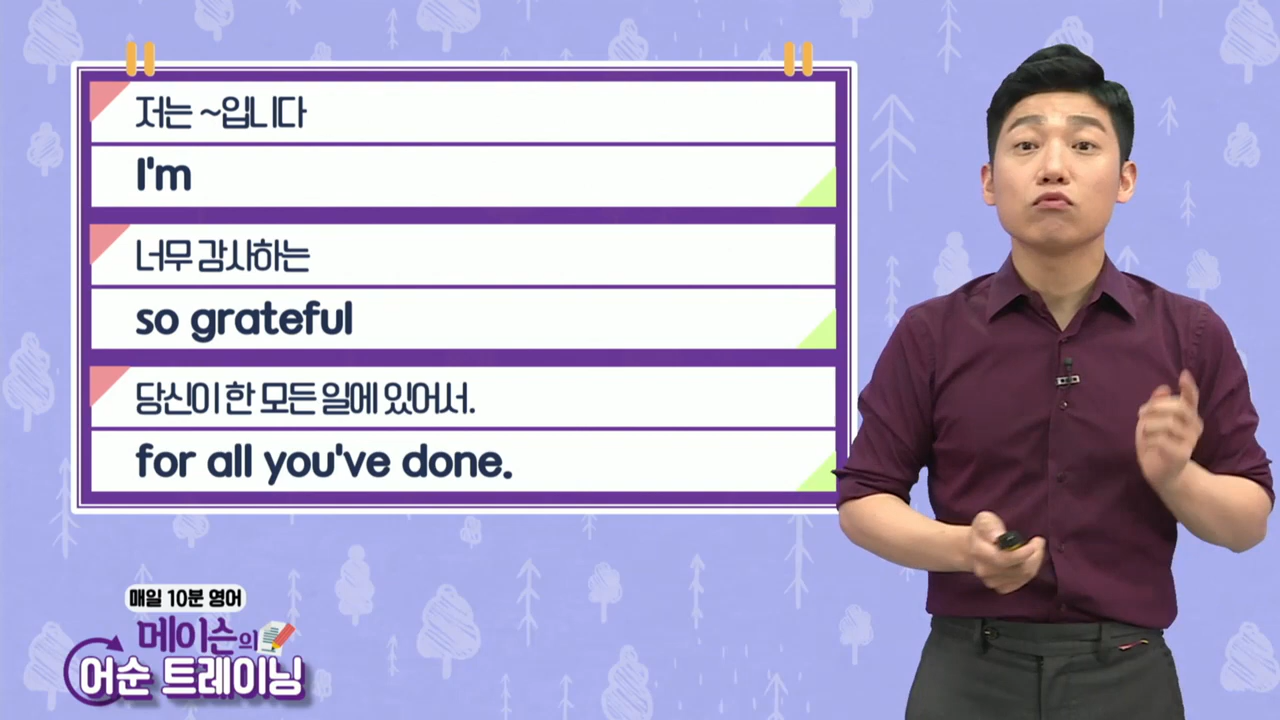 저는 ~입니다
I'm
너무 감사하는
so grateful
당신이 한 모든 일에 있어서.
for all you've done.
매일 10분 영어
메이슨의
어순 트레이닝